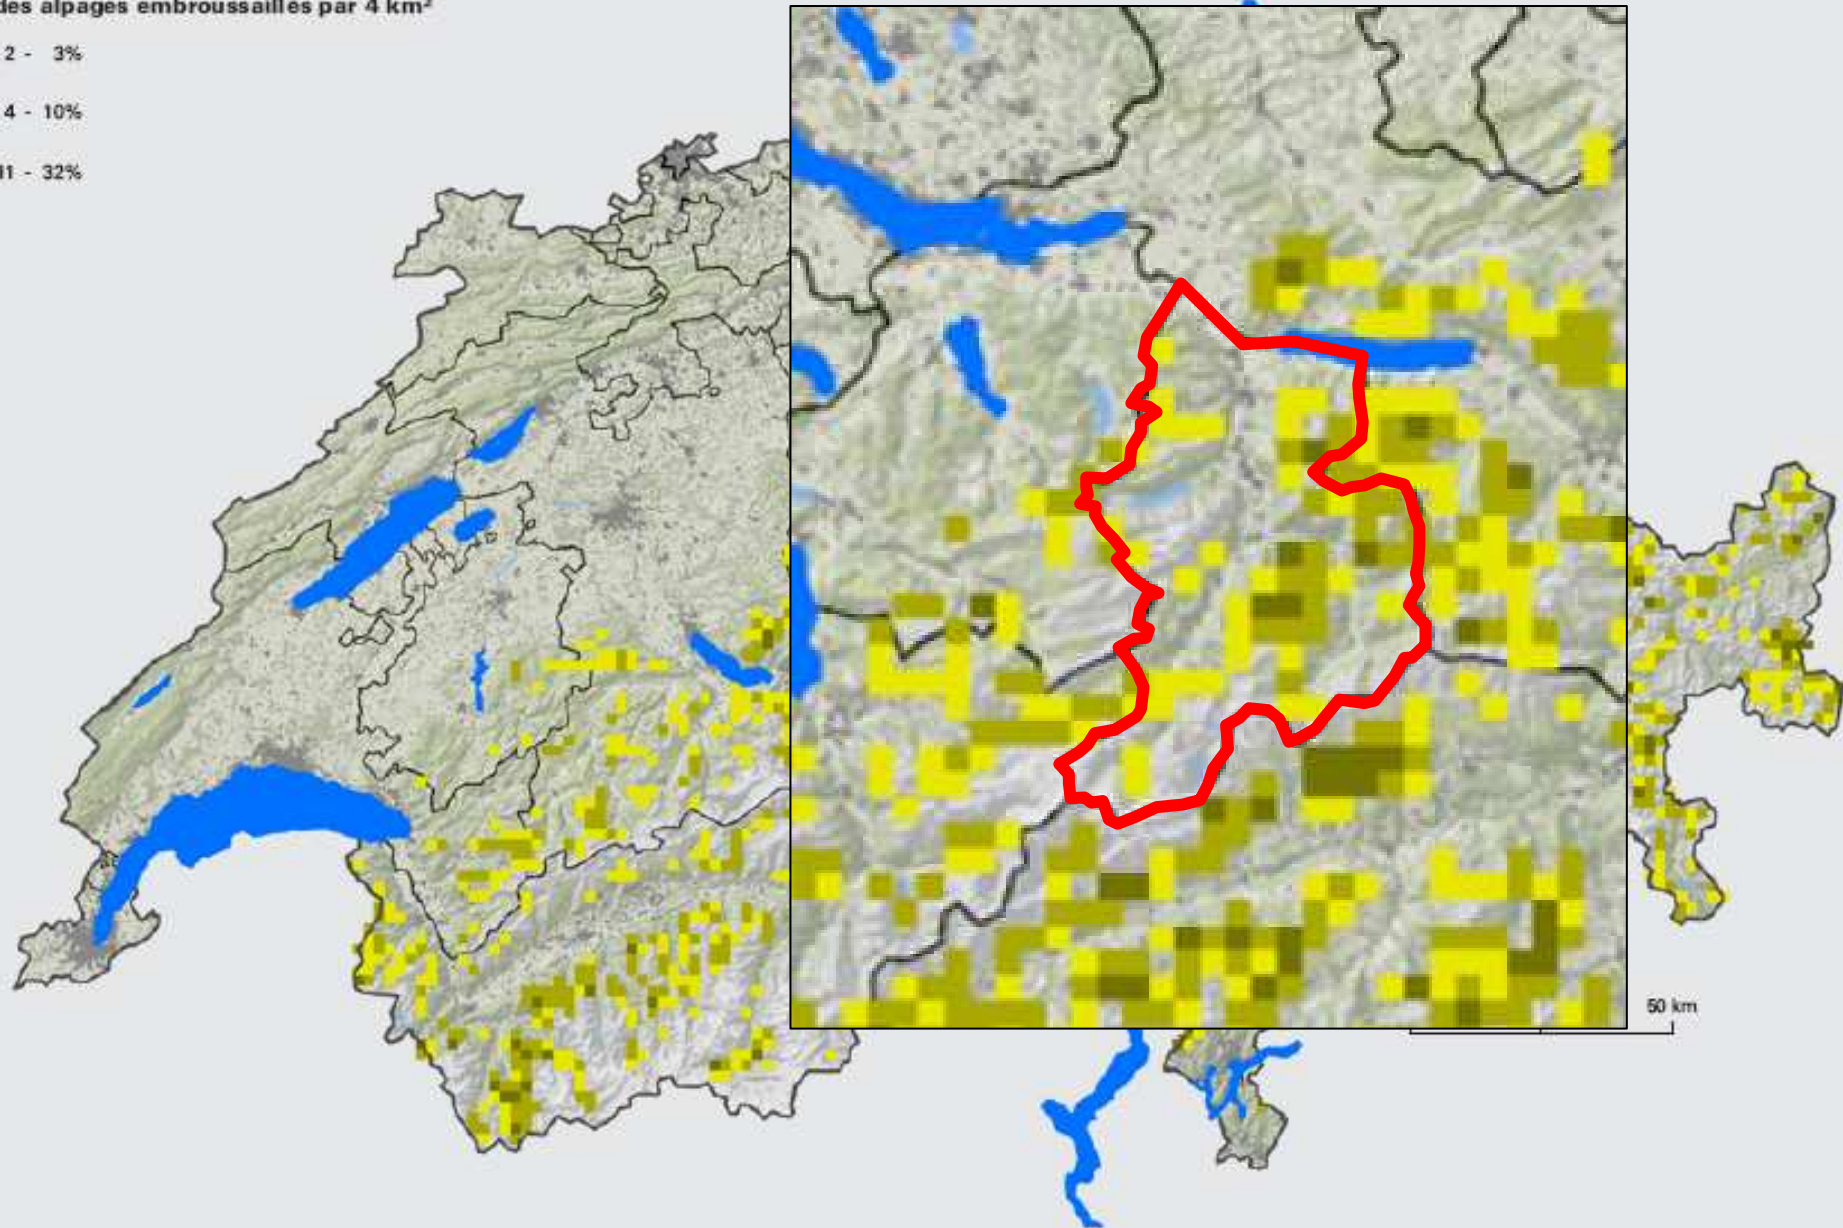 des alpages embroussaillés par 4 km²
2 - 3%
4 - 10%
11 - 32%
50 km